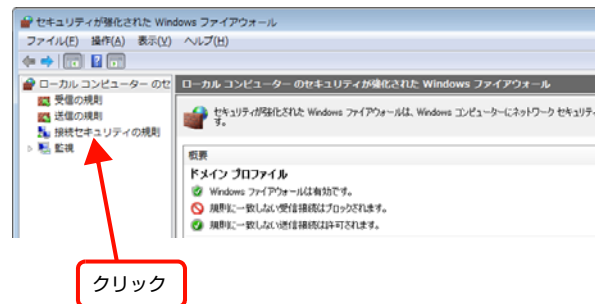 セキュリティが強化された Windows ファイアウォール
ファイル(F) 操作(A) 表示(V) ヘルプ(H)
ローカル コンピューター のセ
受信の規則
送信の規則
接続セキュリティの規則
監視
ローカル コンピューター のセキュリティが強化された Windows ファイアウォール
セキュリティが強化された Windows ファイアウォールは、Windows コンピューターにネットワーク セキュリティ
す。
概要
ドメイン プロファイル
Windows ファイアウォールは有効です。
規則に一致しない受信接続はブロックされます。
規則に一致しない送信接続は許可されます。
クリック